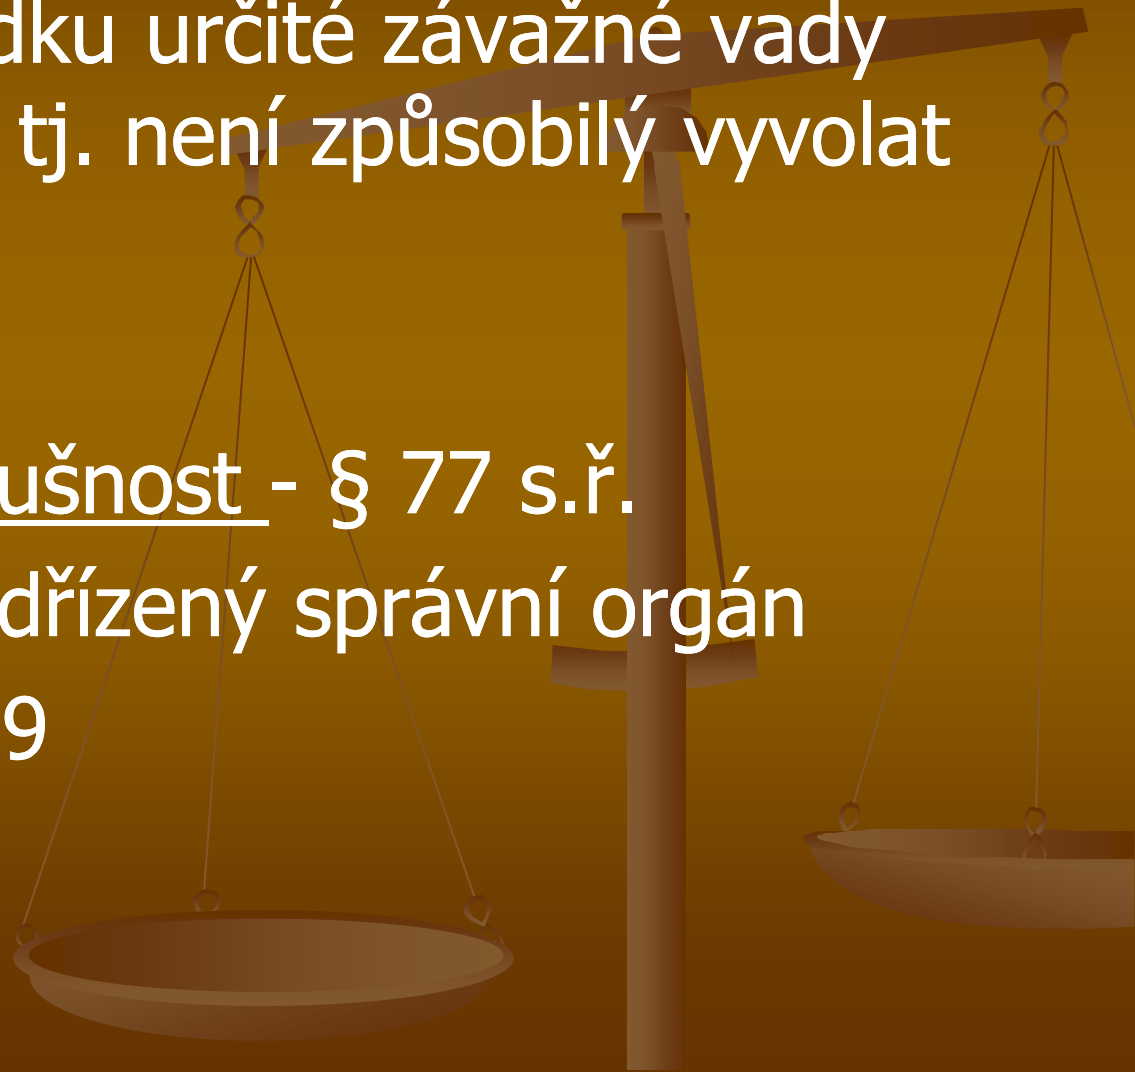 dku určité závažné vady
tj. není způsobilý vyvolat
ušnost - § 77 s.ř.
dřízený správní orgán
9